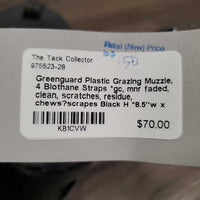 Retail (New) Price
The Tack Collector
975523-28
Greenguard Plastic Grazing Muzzle,
4 Biothane Straps *gc, mnr faded,
clean, scratches, residue,
chews?scrapes Black H *8.5"w x
KB1CVW
$70.00